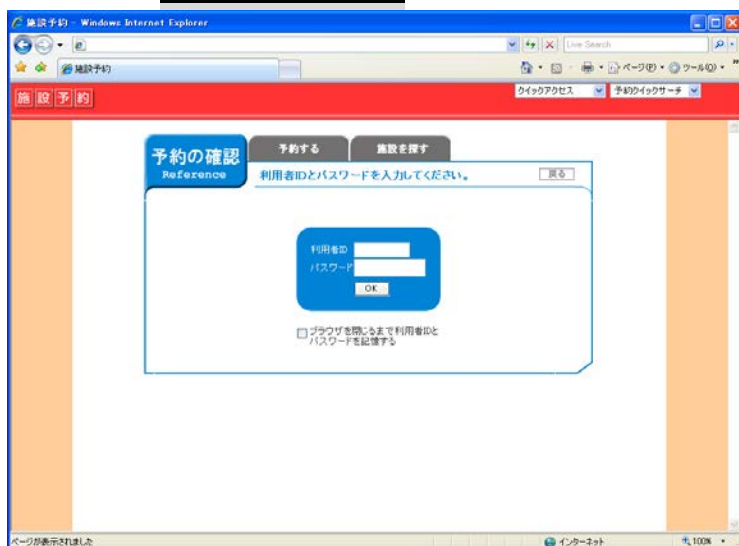 施設予約 - Windows Internet Explorer
Live Search
施設予約
ページ(P)
ツール(O)
施設予約
クイックアクセス
予約クイックサーチ
予約の確認
Reference
予約する
施設を探す
利用者IDとパスワードを入力してください。
戻る
利用者ID
パスワード
OK
ブラウザを閉じるまで利用者IDと
パスワードを記憶する
ページが表示されました
インターネット
100%